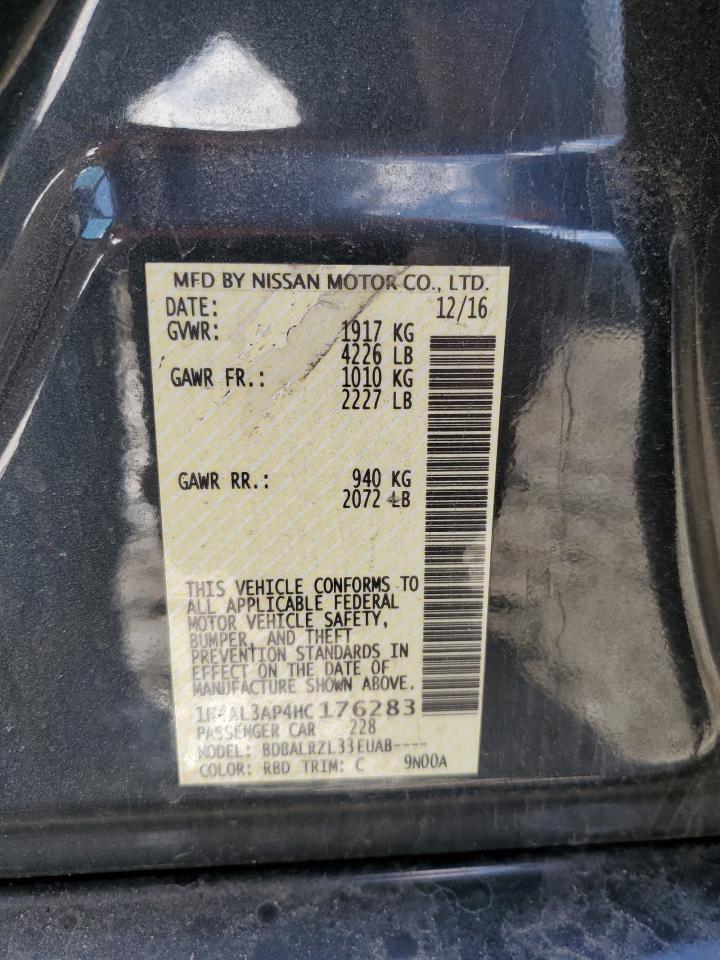 MFD BY NISSAN MOTOR CO., LTD.
DATE: 12/16
GVWR: 1917 KG
4226 LB
GAWR FR.: 1010 KG
2227 LB
GAWR RR.: 940 KG
2072 LB
THIS VEHICLE CONFORMS TO
ALL APPLICABLE FEDERAL
MOTOR VEHICLE SAFETY,
BUMPER, AND THEFT
PREVENTION STANDARDS IN
EFFECT ON THE DATE OF
MANUFACTURE SHOWN ABOVE.
1N4AL3AP4HC176283
PASSENGER CAR 228
MODEL: BDBALRZL33EUAB----
COLOR: RBD TRIM: C 9N00A